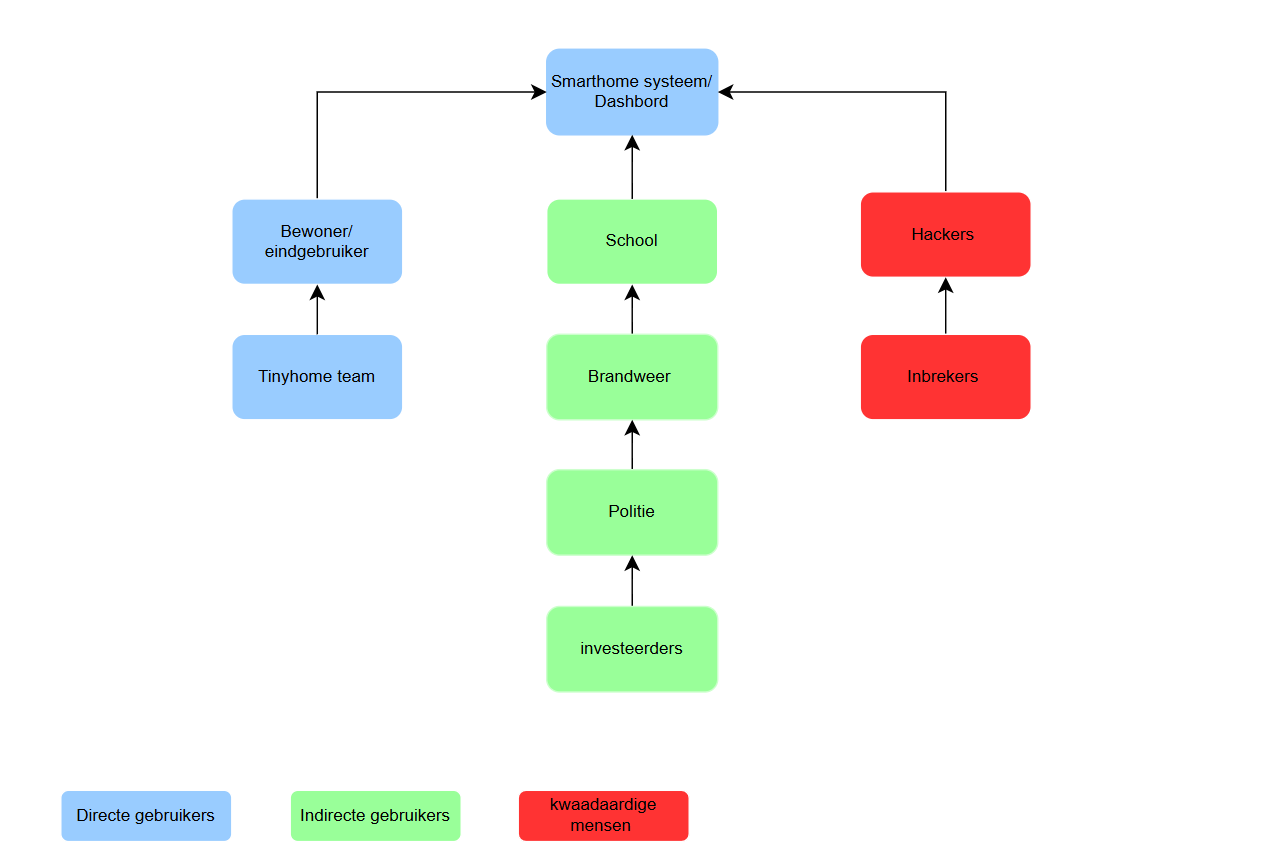 Smarthome systeem/
Dashbord
Bewoner/
eindgebruiker
School
Hackers
Tinyhome team
Brandweer
Inbrekers
Politie
investeerders
Directe gebruikers
Indirecte gebruikers
kwaadaardige
mensen